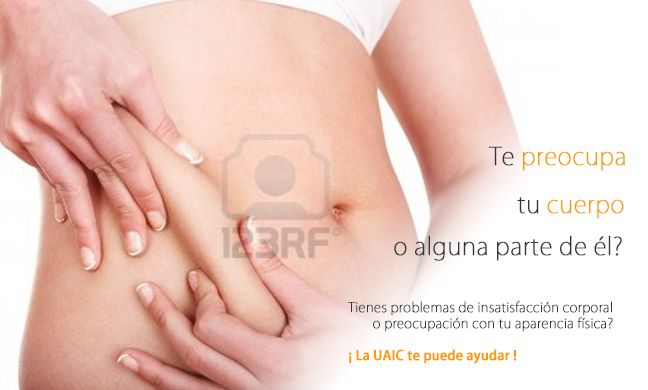 Te preocupa
tu cuerpo
o alguna parte de él?
123RF
Tienes problemas de insatisfacción corporal
o preocupación con tu aparencia física?
¡ La UAIC te puede ayudar !